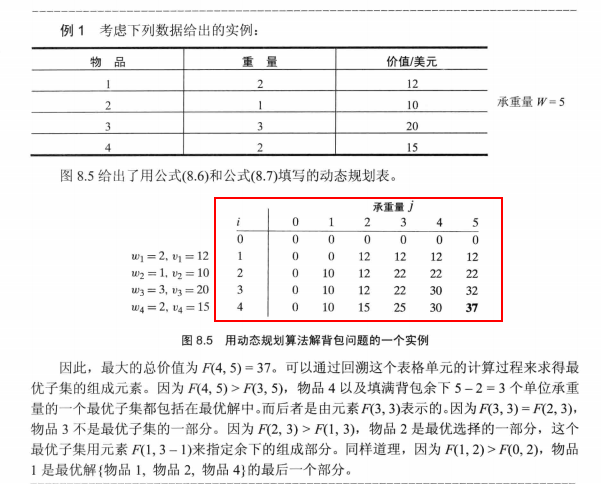 例 1 考虑下列数据给出的实例：
物 品 重 量 价值/美元
1 2 12
2 1 10
3 3 20
4 2 15
承重量 W = 5
图 8.5 给出了用公式(8.6)和公式(8.7)填写的动态规划表。
承重量 j
i 0 1 2 3 4 5
0 0 0 0 0 0 0
w₁ = 2, v₁ = 12 1 0 0 12 12 12 12
w₂ = 1, v₂ = 10 2 0 10 12 22 22 22
w₃ = 3, v₃ = 20 3 0 10 12 22 30 32
w₄ = 2, v₄ = 15 4 0 10 15 25 30 37
图 8.5 用动态规划算法解背包问题的一个实例
因此，最大的总价值为 F(4, 5) = 37。可以通过回溯这个表格单元的计算过程来求得最
优子集的组成元素。因为 F(4, 5) > F(3, 5)，物品 4 以及填满背包余下 5 – 2 = 3 个单位承重
量的一个最优子集都包括在最优解中。而后者是由元素 F(3, 3)表示的。因为 F(3, 3) = F(2, 3)，
物品 3 不是最优子集的一部分。因为 F(2, 3) > F(1, 3)，物品 2 是最优选择的一部分，这个
最优子集用元素 F(1, 3 – 1)来指定余下的组成部分。同样道理，因为 F(1, 2) > F(0, 2)，物品
1 是最优解{物品 1, 物品 2, 物品 4}的最后一个部分。